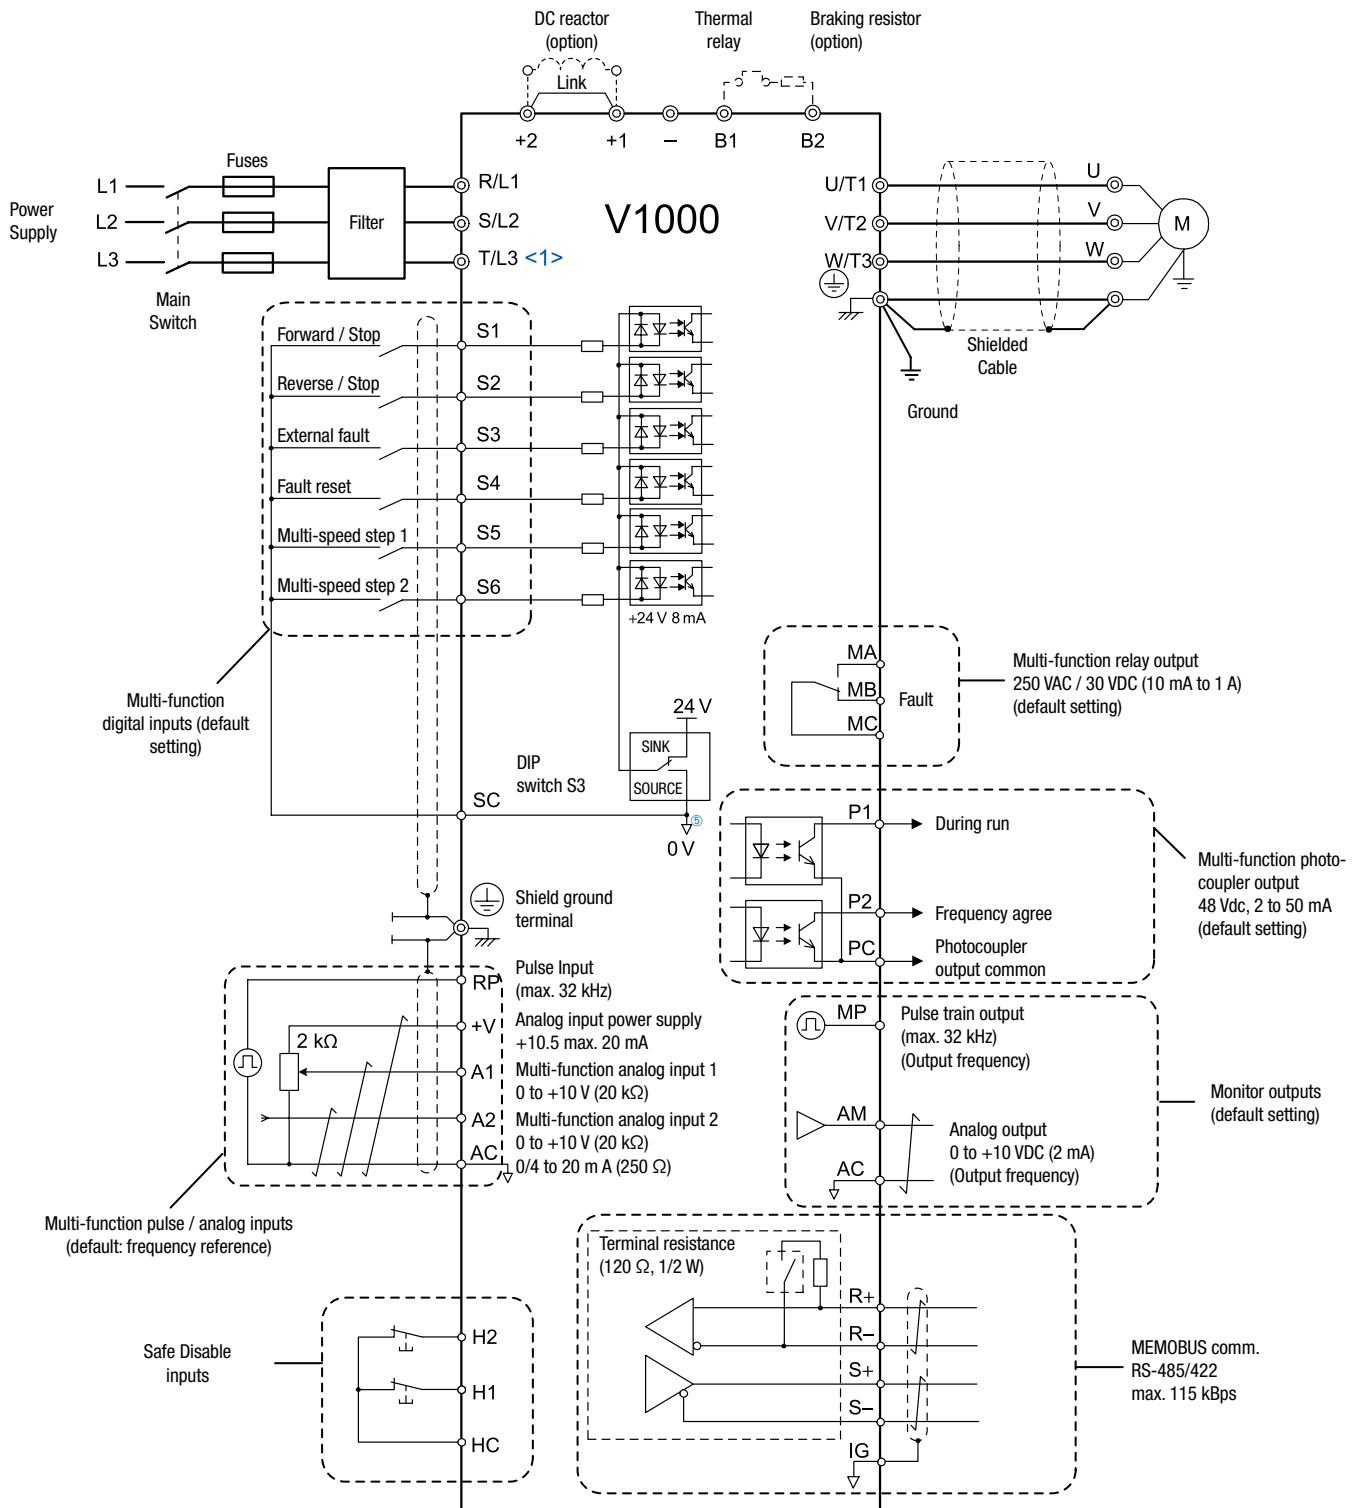 DC reactor
(option)
Thermal
relay
Braking resistor
(option)
Link
+2
+1
–
B1
B2
Fuses
Power
Supply
L1
L2
L3
Filter
Main
Switch
R/L1
S/L2
T/L3 <1>
V1000
U/T1
V/T2
W/T3
U
V
W
M
Shielded
Cable
Ground
Forward / Stop
S1
Reverse / Stop
S2
External fault
S3
Fault reset
S4
Multi-speed step 1
S5
Multi-speed step 2
S6
+24 V 8 mA
Multi-function
digital inputs (default
setting)
24 V
SINK
SOURCE
DIP
switch S3
SC
⑤
0 V
MA
MB
MC
Fault
Multi-function relay output
250 VAC / 30 VDC (10 mA to 1 A)
(default setting)
P1
During run
P2
Frequency agree
PC
Photocoupler
output common
Multi-function photo-
coupler output
48 Vdc, 2 to 50 mA
(default setting)
Shield ground
terminal
RP
Pulse Input
(max. 32 kHz)
+V
Analog input power supply
+10.5 max. 20 mA
2 kΩ
A1
Multi-function analog input 1
0 to +10 V (20 kΩ)
A2
Multi-function analog input 2
0 to +10 V (20 kΩ)
0/4 to 20 m A (250 Ω)
AC
Multi-function pulse / analog inputs
(default: frequency reference)
MP
Pulse train output
(max. 32 kHz)
(Output frequency)
AM
Analog output
0 to +10 VDC (2 mA)
(Output frequency)
AC
Monitor outputs
(default setting)
Safe Disable
inputs
H2
H1
HC
Terminal resistance
(120 Ω, 1/2 W)
R+
R–
S+
S–
IG
MEMOBUS comm.
RS-485/422
max. 115 kBps